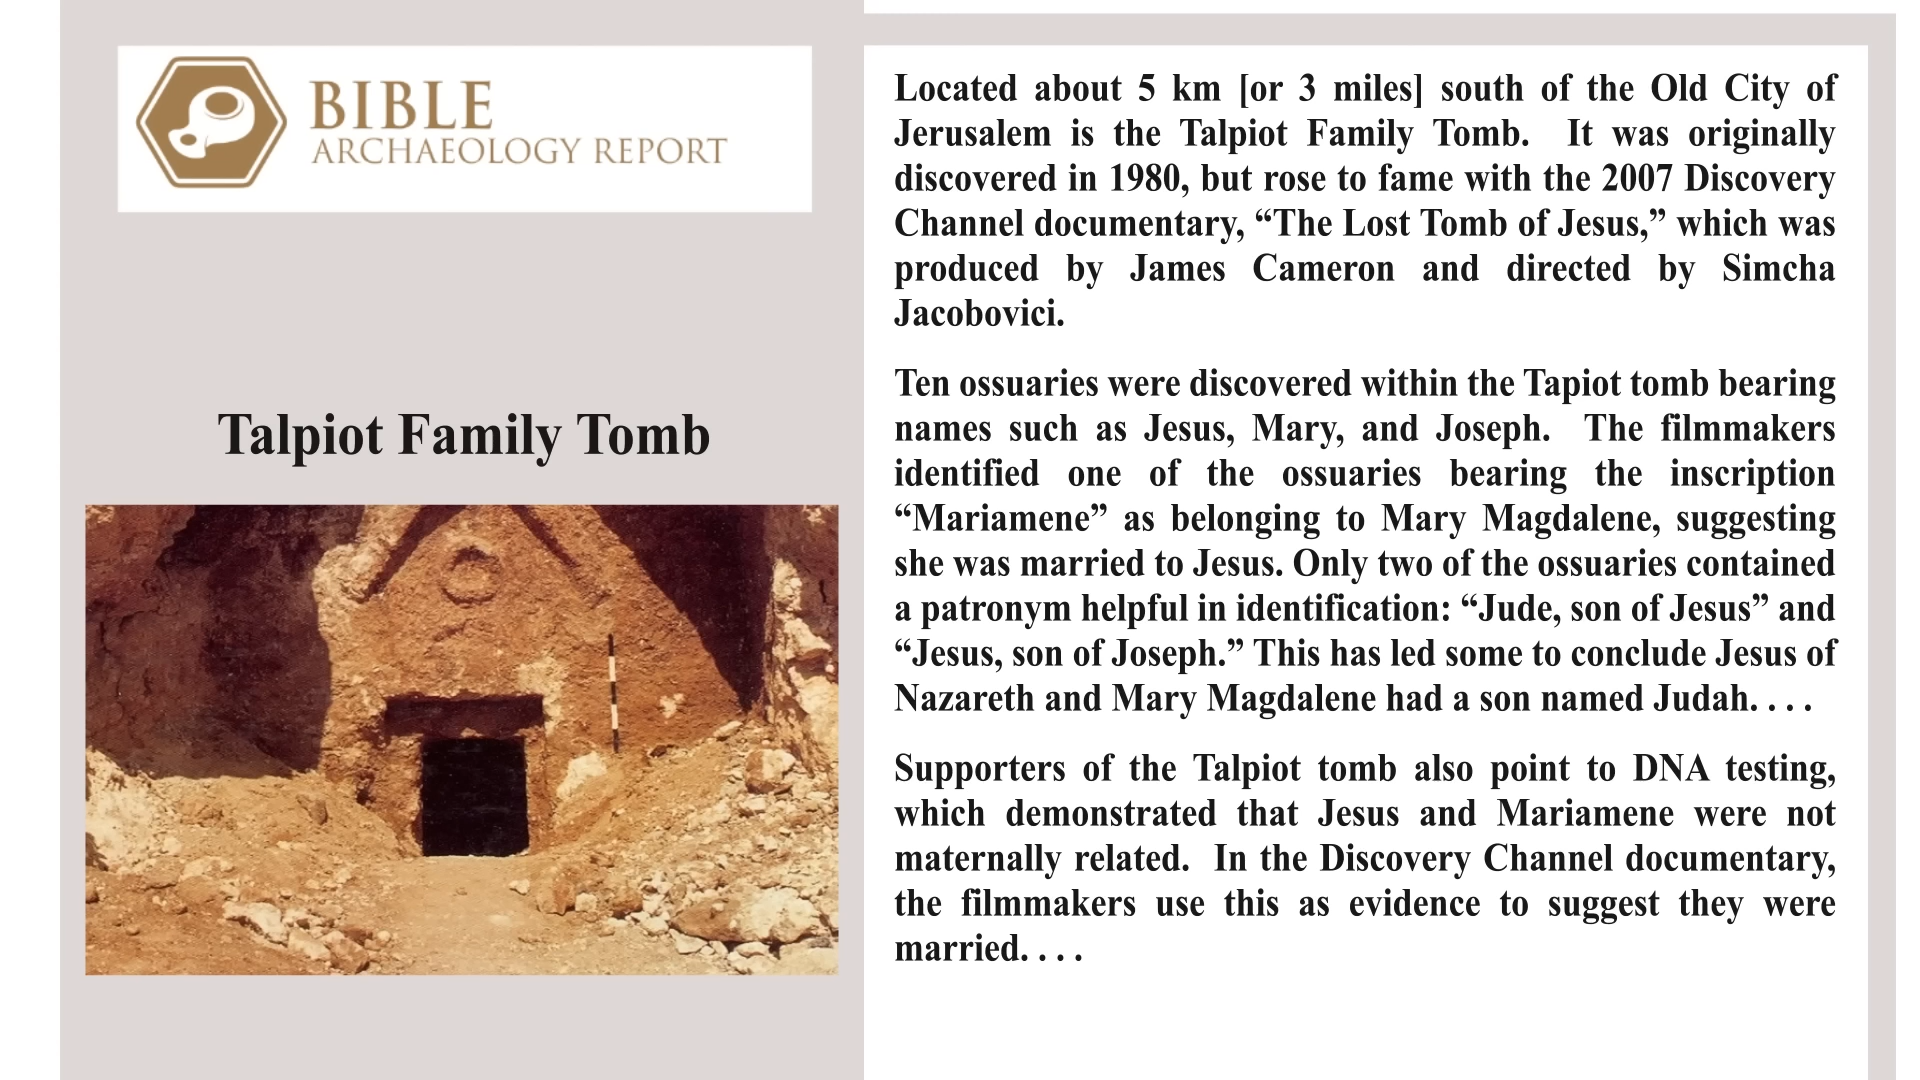 BIBLE
ARCHAEOLOGY REPORT
Talpiot Family Tomb
Located about 5 km [or 3 miles] south of the Old City of
Jerusalem is the Talpiot Family Tomb. It was originally
discovered in 1980, but rose to fame with the 2007 Discovery
Channel documentary, “The Lost Tomb of Jesus,” which was
produced by James Cameron and directed by Simcha
Jacobovici.
Ten ossuaries were discovered within the Tapiot tomb bearing
names such as Jesus, Mary, and Joseph. The filmmakers
identified one of the ossuaries bearing the inscription
“Mariamene” as belonging to Mary Magdalene, suggesting
she was married to Jesus. Only two of the ossuaries contained
a patronym helpful in identification: “Jude, son of Jesus” and
“Jesus, son of Joseph.” This has led some to conclude Jesus of
Nazareth and Mary Magdalene had a son named Judah. . . .
Supporters of the Talpiot tomb also point to DNA testing,
which demonstrated that Jesus and Mariamene were not
maternally related. In the Discovery Channel documentary,
the filmmakers use this as evidence to suggest they were
married. . . .